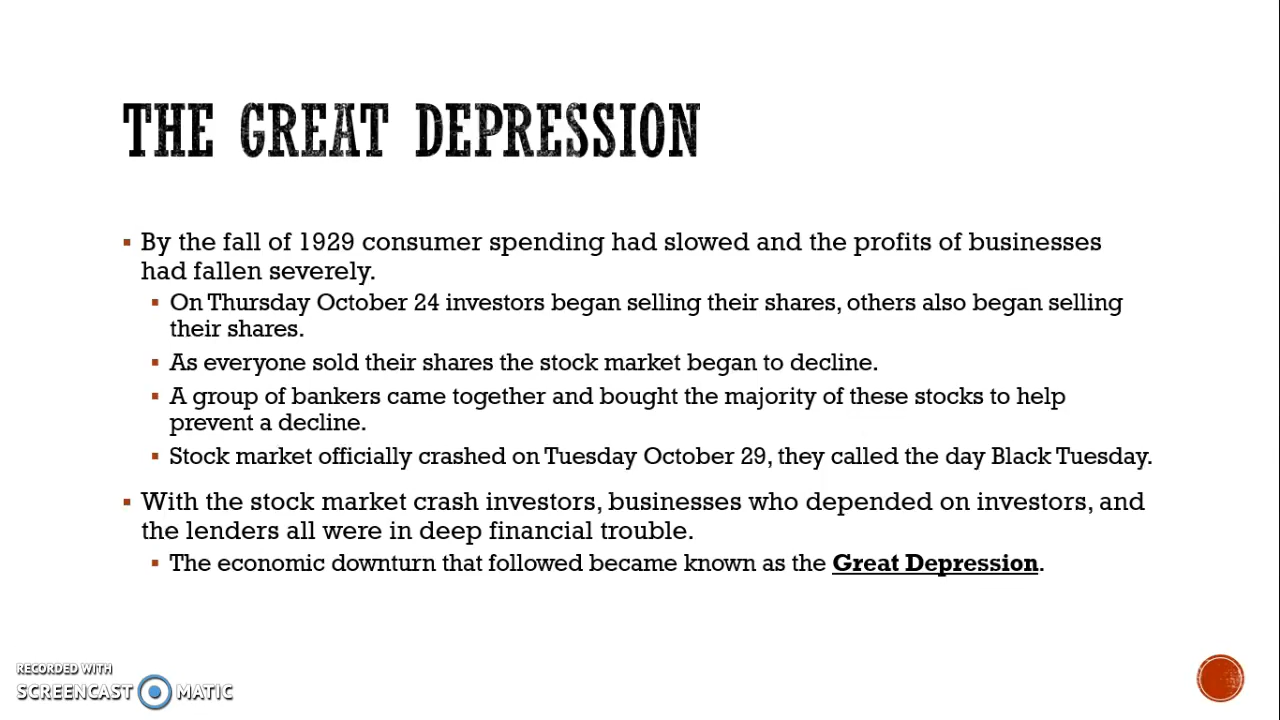 THE GREAT DEPRESSION
By the fall of 1929 consumer spending had slowed and the profits of businesses
had fallen severely.
On Thursday October 24 investors began selling their shares, others also began selling
their shares.
As everyone sold their shares the stock market began to decline.
A group of bankers came together and bought the majority of these stocks to help
prevent a decline.
Stock market officially crashed on Tuesday October 29, they called the day Black Tuesday.
With the stock market crash investors, businesses who depended on investors, and
the lenders all were in deep financial trouble.
The economic downturn that followed became known as the Great Depression.
RECORDED WITH
SCREENCAST MATIC